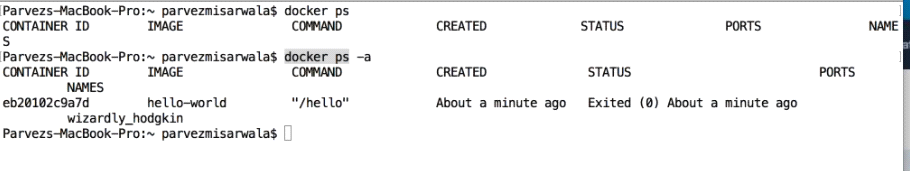 [Parvezs-MacBook-Pro:~ parvezmisarwala$ docker ps ]
CONTAINER ID IMAGE COMMAND CREATED STATUS PORTS NAME
S
[Parvezs-MacBook-Pro:~ parvezmisarwala$ docker ps -a ]
CONTAINER ID IMAGE COMMAND CREATED STATUS PORTS
NAMES
eb20102c9a7d hello-world "/hello" About a minute ago Exited (0) About a minute ago
wizardly_hodgkin
Parvezs-MacBook-Pro:~ parvezmisarwala$